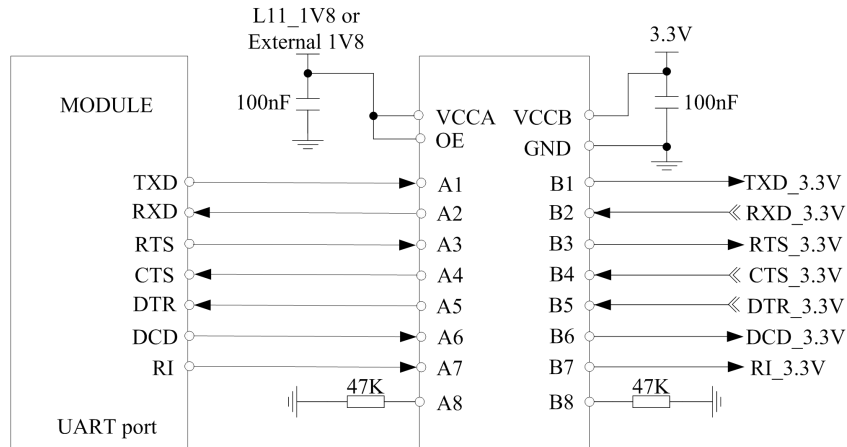 L11_1V8 or
External 1V8
3.3V
MODULE
100nF
100nF
VCCA
VCCB
OE
GND
TXD
A1
B1
TXD_3.3V
RXD
A2
B2
RXD_3.3V
RTS
A3
B3
RTS_3.3V
CTS
A4
B4
CTS_3.3V
DTR
A5
B5
DTR_3.3V
DCD
A6
B6
DCD_3.3V
RI
A7
B7
RI_3.3V
47K
A8
B8
47K
UART port